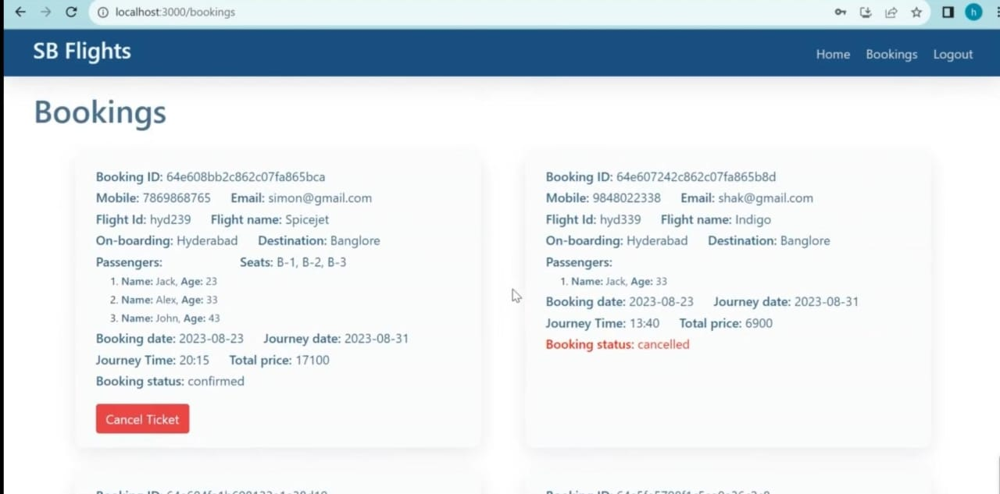 localhost:3000/bookings
h
SB Flights
Home Bookings Logout
Bookings
Booking ID: 64e608bb2c862c07fa865bca
Mobile: 7869868765 Email: simon@gmail.com
Flight Id: hyd239 Flight name: Spicejet
On-boarding: Hyderabad Destination: Banglore
Passengers: Seats: B-1, B-2, B-3
1. Name: Jack, Age: 23
2. Name: Alex, Age: 33
3. Name: John, Age: 43
Booking date: 2023-08-23 Journey date: 2023-08-31
Journey Time: 20:15 Total price: 17100
Booking status: confirmed
Cancel Ticket
Booking ID: 64e607242c862c07fa865b8d
Mobile: 9848022338 Email: shak@gmail.com
Flight Id: hyd339 Flight name: Indigo
On-boarding: Hyderabad Destination: Banglore
Passengers:
1. Name: Jack, Age: 33
Booking date: 2023-08-23 Journey date: 2023-08-31
Journey Time: 13:40 Total price: 6900
Booking status: cancelled
Booking ID:
Booking ID: